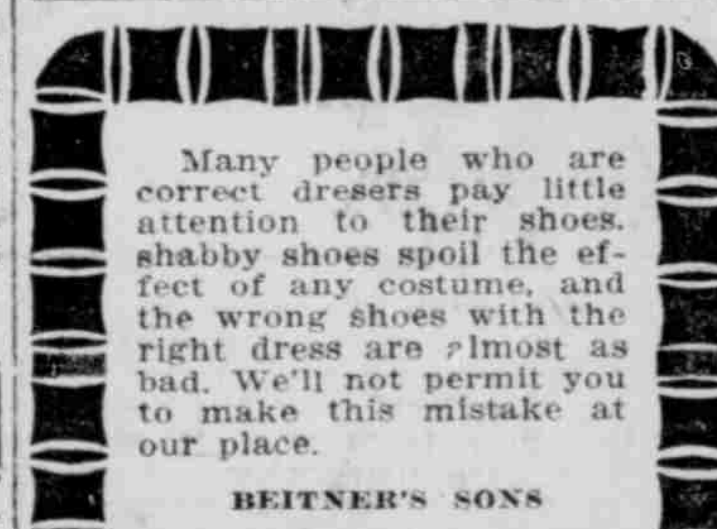 Many people who are
correct dresers pay little
attention to their shoes.
shabby shoes spoil the ef-
fect of any costume, and
the wrong shoes with the
right dress are almost as
bad. We'll not permit you
to make this mistake at
our place.
BEITNER'S SONS